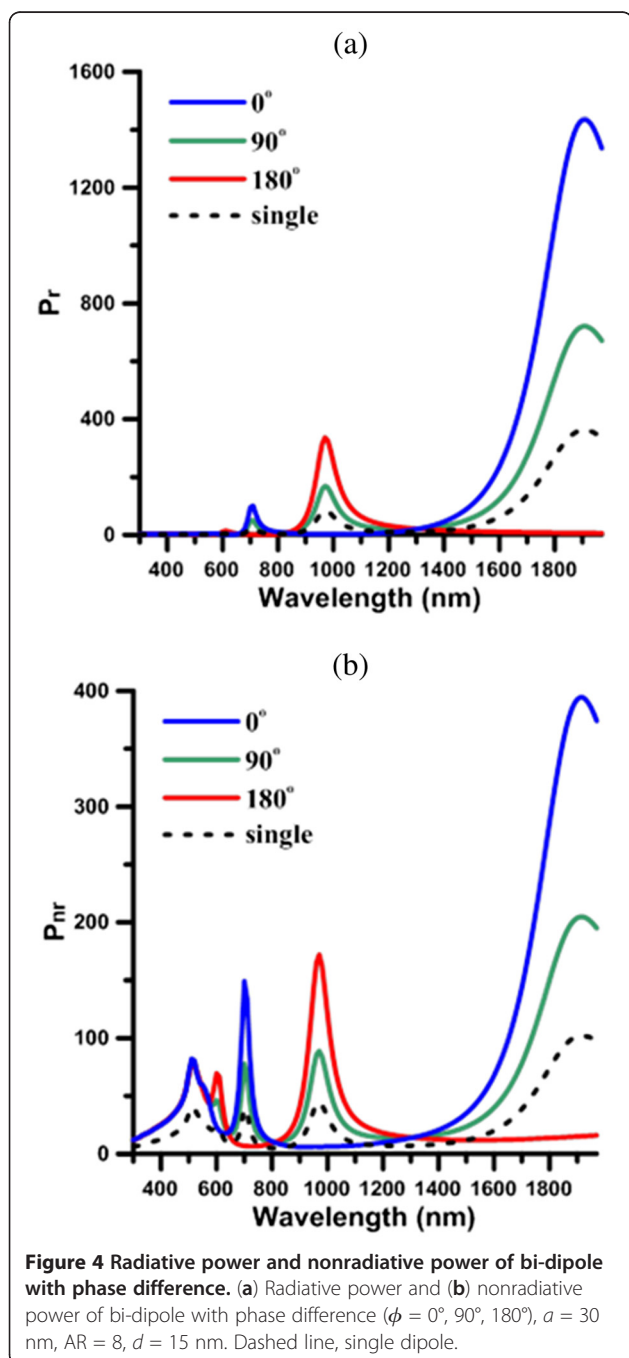 (a)
1600
1200
800
400
0
Pr
0°
90°
180°
single
400 600 800 1000 1200 1400 1600 1800
Wavelength (nm)
(b)
400
300
200
100
0
Pnr
0°
90°
180°
single
400 600 800 1000 1200 1400 1600 1800
Wavelength (nm)
Figure 4 Radiative power and nonradiative power of bi-dipole
with phase difference. (a) Radiative power and (b) nonradiative
power of bi-dipole with phase difference (ϕ = 0°, 90°, 180°), a = 30
nm, AR = 8, d = 15 nm. Dashed line, single dipole.